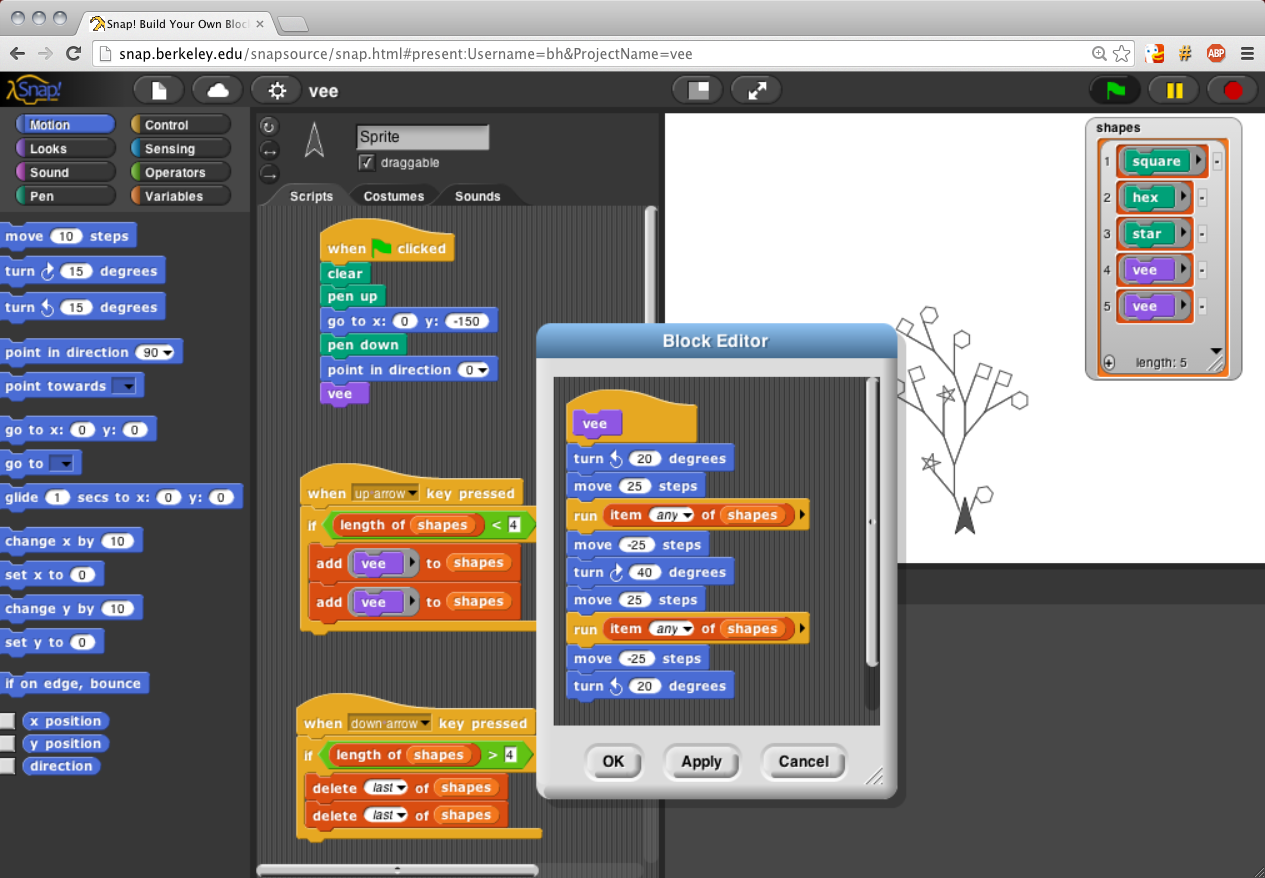 Snap! Build Your Own Bloc
snap.berkeley.edu/snapsource/snap.html#present:Username=bh&ProjectName=vee
ABP
λSnap!
vee
Motion
Control
Looks
Sensing
Sound
Operators
Pen
Variables
move 10 steps
turn 15 degrees
turn 15 degrees
point in direction 90
point towards
go to x: 0 y: 0
go to
glide 1 secs to x: 0 y: 0
change x by 10
set x to 0
change y by 10
set y to 0
if on edge, bounce
x position
y position
direction
Sprite
draggable
Scripts Costumes Sounds
when clicked
clear
pen up
go to x: 0 y: -150
pen down
point in direction 0
vee
when up arrow key pressed
if length of shapes < 4
add vee to shapes
add vee to shapes
when down arrow key pressed
if length of shapes > 4
delete last of shapes
delete last of shapes
Block Editor
vee
turn 20 degrees
move 25 steps
run item any of shapes
move -25 steps
turn 40 degrees
move 25 steps
run item any of shapes
move -25 steps
turn 20 degrees
OK Apply Cancel
shapes
1 square -
2 hex -
3 star -
4 vee -
5 vee -
+ length: 5